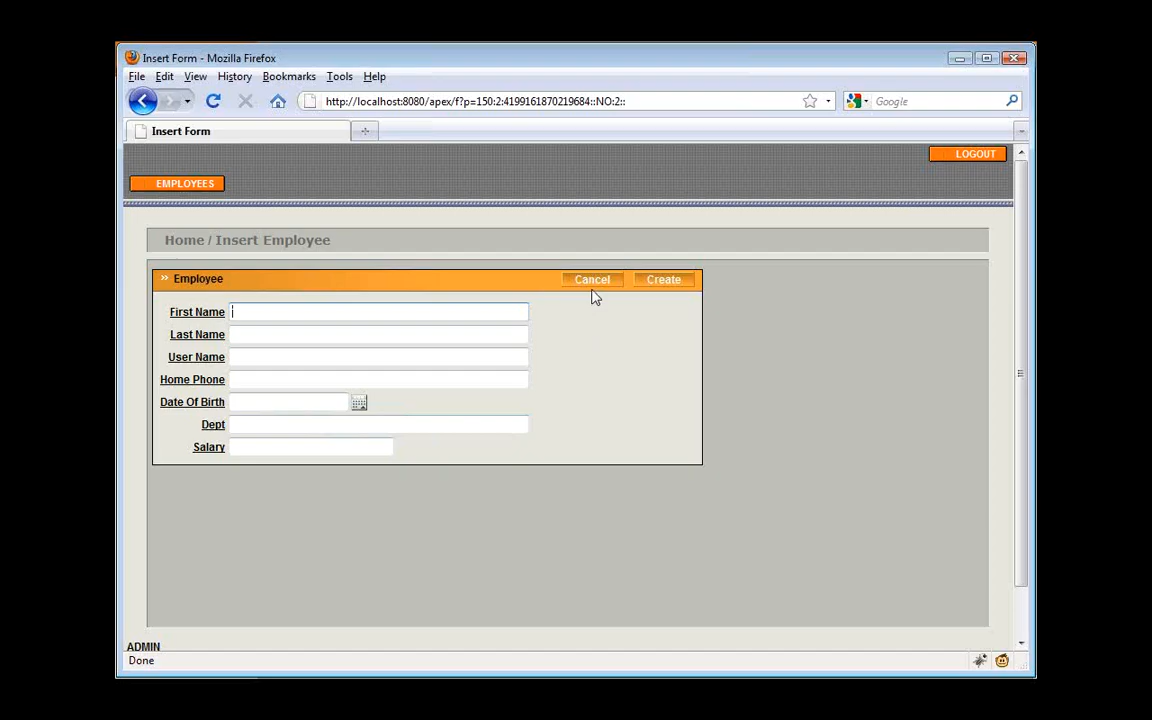 Insert Form - Mozilla Firefox
File Edit View History Bookmarks Tools Help
http://localhost:8080/apex/f?p=150:2:4199161870219684::NO:2:: Google
Insert Form
LOGOUT
EMPLOYEES
Home / Insert Employee
Employee Cancel Create
First Name
Last Name
User Name
Home Phone
Date Of Birth
Dept
Salary
ADMIN
Done